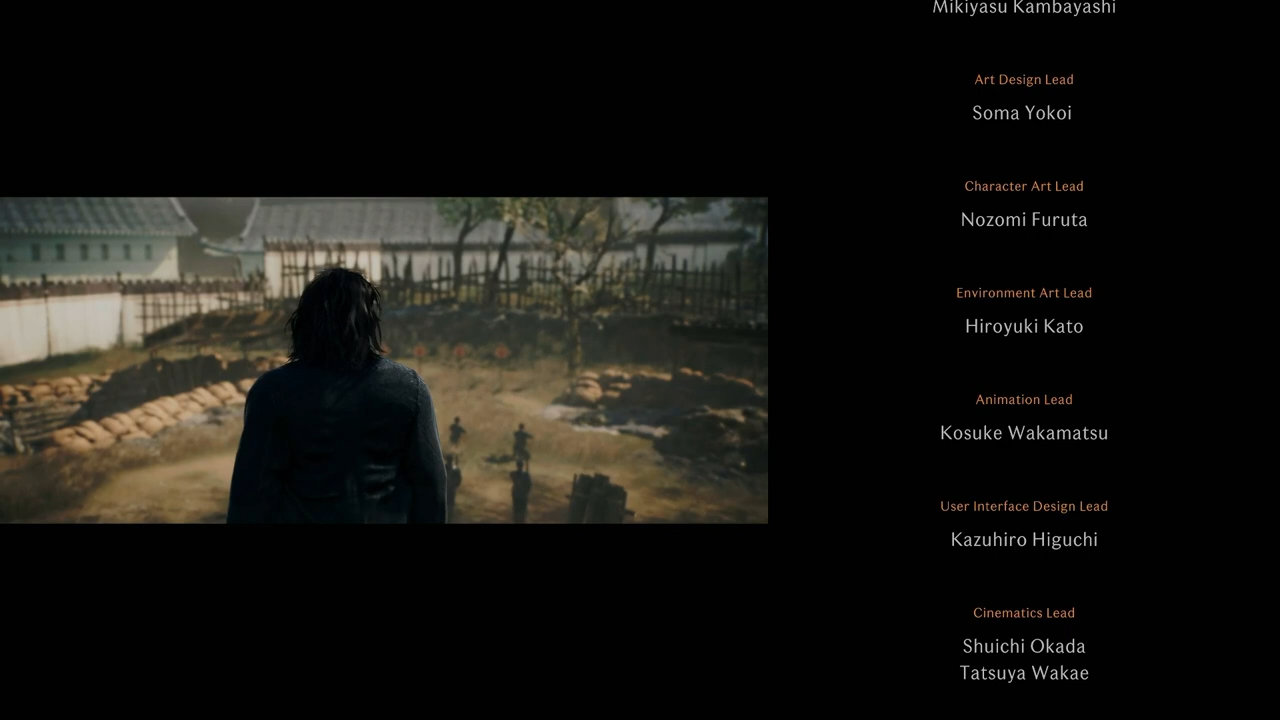 Mikiyasu Kambayashi
Art Design Lead
Soma Yokoi
Character Art Lead
Nozomi Furuta
Environment Art Lead
Hiroyuki Kato
Animation Lead
Kosuke Wakamatsu
User Interface Design Lead
Kazuhiro Higuchi
Cinematics Lead
Shuichi Okada
Tatsuya Wakae